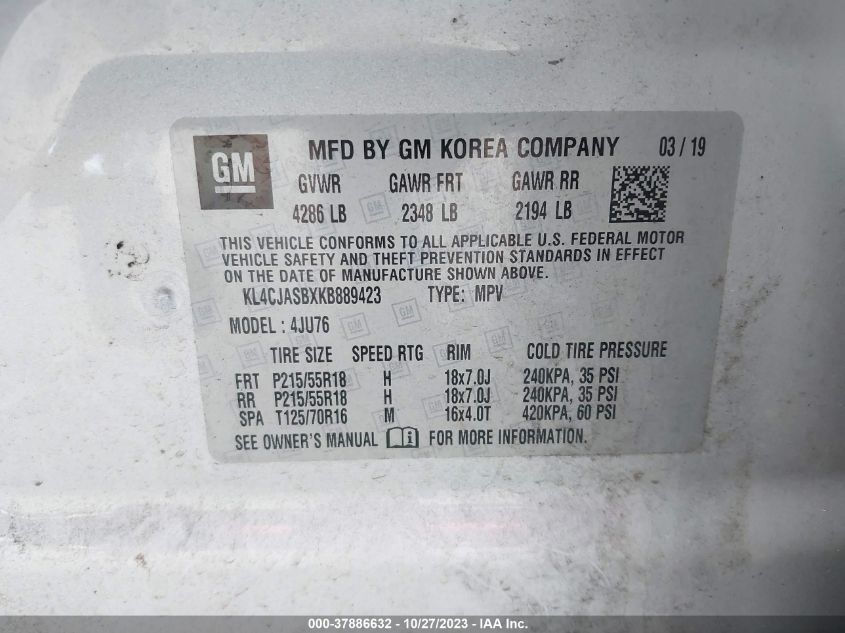 GM MFD BY GM KOREA COMPANY 03 / 19
GVWR GAWR FRT GAWR RR
4286 LB 2348 LB 2194 LB
THIS VEHICLE CONFORMS TO ALL APPLICABLE U.S. FEDERAL MOTOR
VEHICLE SAFETY AND THEFT PREVENTION STANDARDS IN EFFECT
ON THE DATE OF MANUFACTURE SHOWN ABOVE.
KL4CJASBXKB889423 TYPE: MPV
MODEL : 4JU76
TIRE SIZE SPEED RTG RIM COLD TIRE PRESSURE
FRT P215/55R18 H 18x7.0J 240KPA, 35 PSI
RR P215/55R18 H 18x7.0J 240KPA, 35 PSI
SPA T125/70R16 M 16x4.0T 420KPA, 60 PSI
SEE OWNER'S MANUAL FOR MORE INFORMATION.
000-37886632 - 10/27/2023 - IAA Inc.